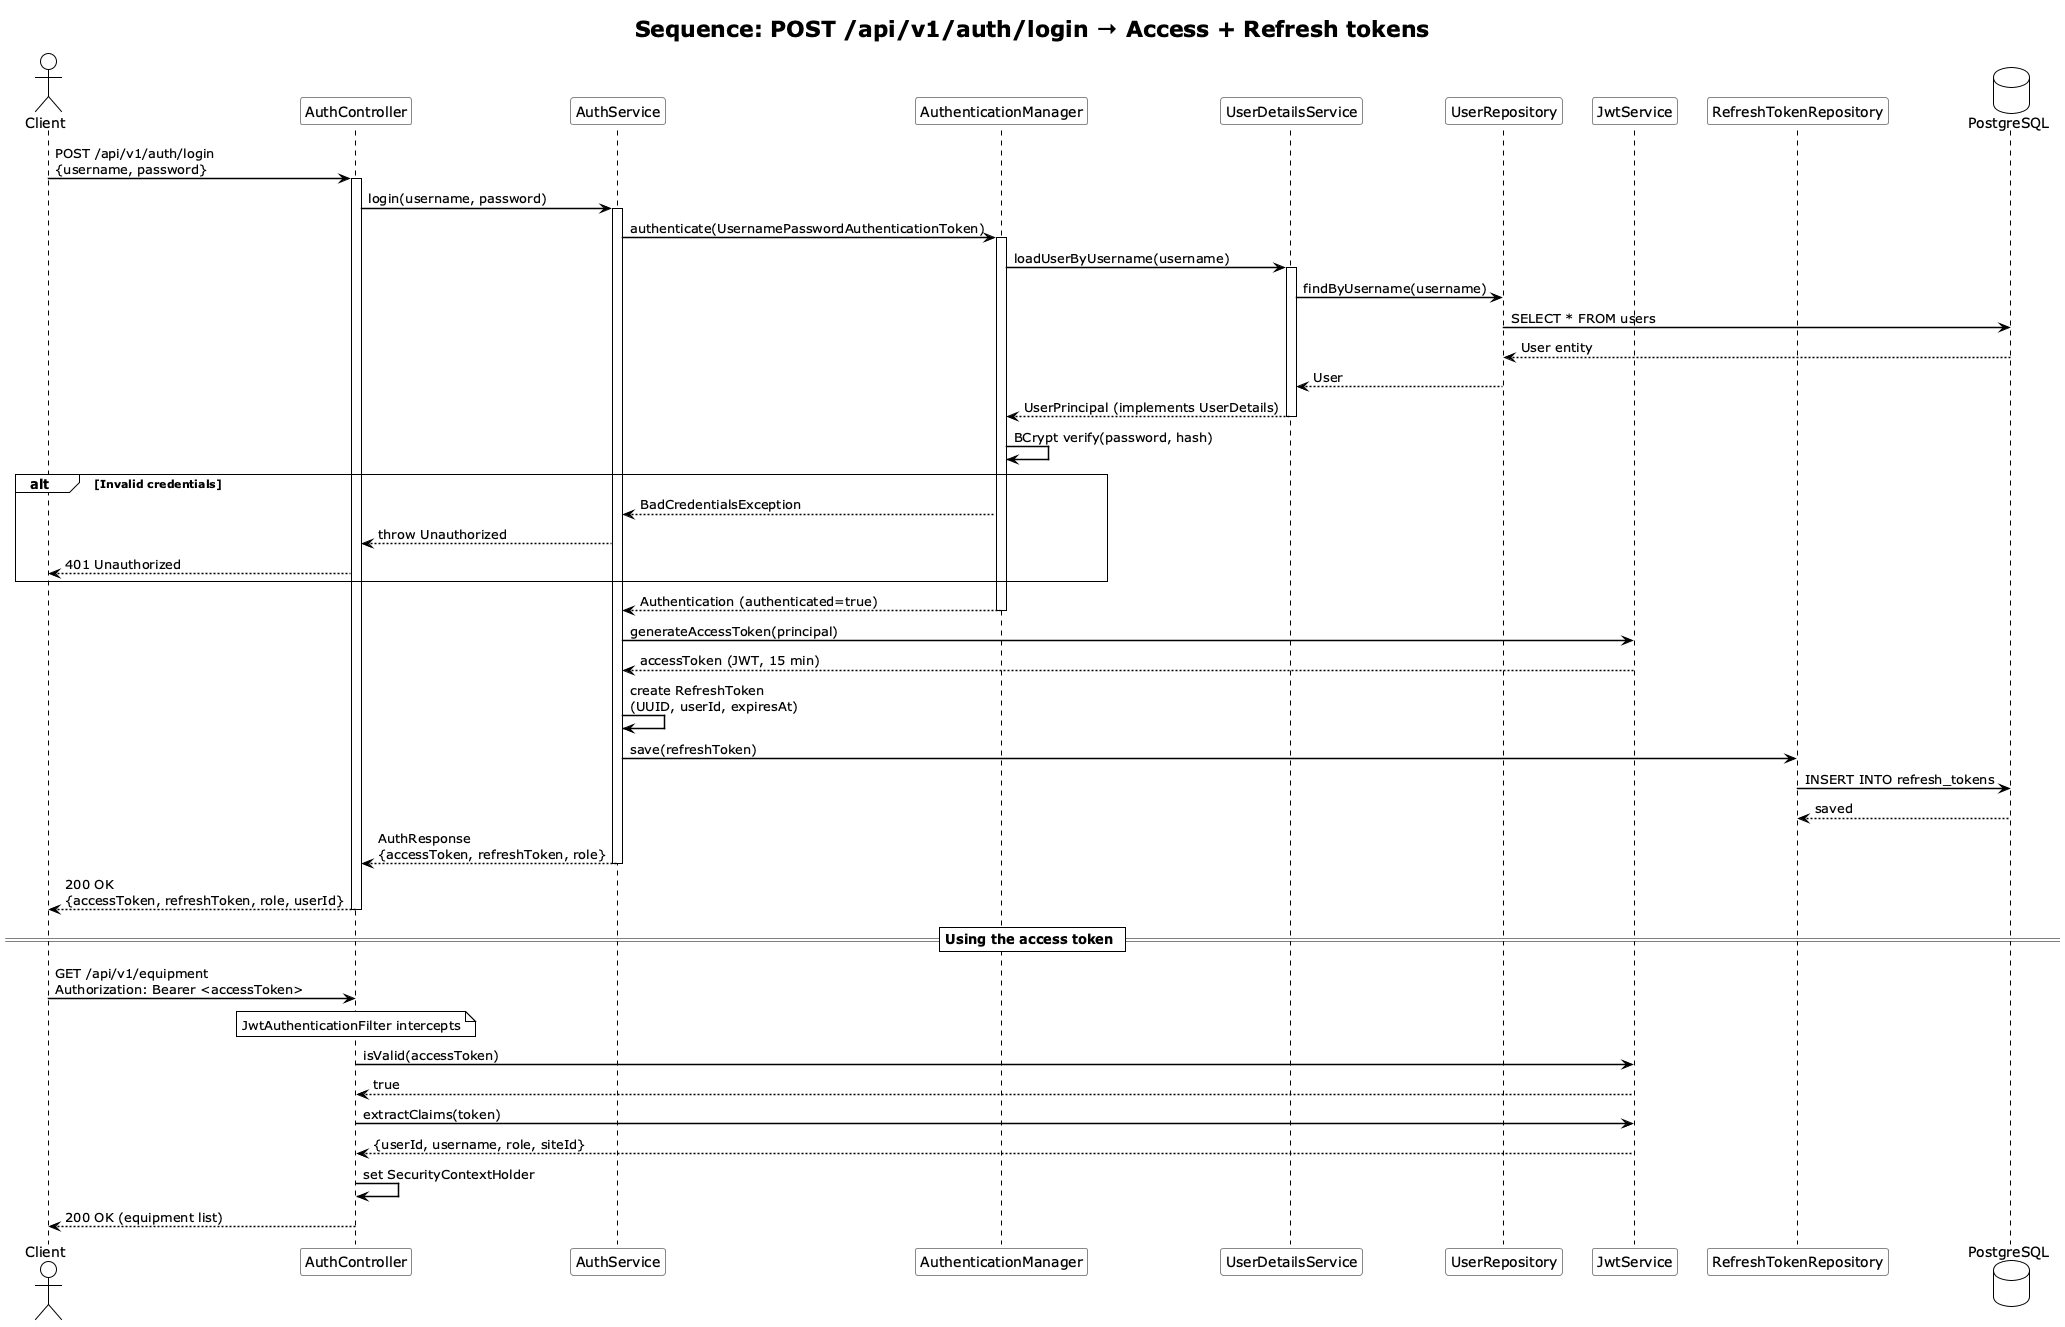 Sequence: POST /api/v1/auth/login → Access + Refresh tokens
Client
AuthController
AuthService
AuthenticationManager
UserDetailsService
UserRepository
JwtService
RefreshTokenRepository
PostgreSQL
POST /api/v1/auth/login
{username, password}
login(username, password)
authenticate(UsernamePasswordAuthenticationToken)
loadUserByUsername(username)
findByUsername(username)
SELECT * FROM users
User entity
User
UserPrincipal (implements UserDetails)
BCrypt verify(password, hash)
alt
[Invalid credentials]
BadCredentialsException
throw Unauthorized
401 Unauthorized
Authentication (authenticated=true)
generateAccessToken(principal)
accessToken (JWT, 15 min)
create RefreshToken
(UUID, userId, expiresAt)
save(refreshToken)
INSERT INTO refresh_tokens
saved
AuthResponse
{accessToken, refreshToken, role}
200 OK
{accessToken, refreshToken, role, userId}
Using the access token
GET /api/v1/equipment
Authorization: Bearer <accessToken>
JwtAuthenticationFilter intercepts
isValid(accessToken)
true
extractClaims(token)
{userId, username, role, siteId}
set SecurityContextHolder
200 OK (equipment list)
Client
AuthController
AuthService
AuthenticationManager
UserDetailsService
UserRepository
JwtService
RefreshTokenRepository
PostgreSQL